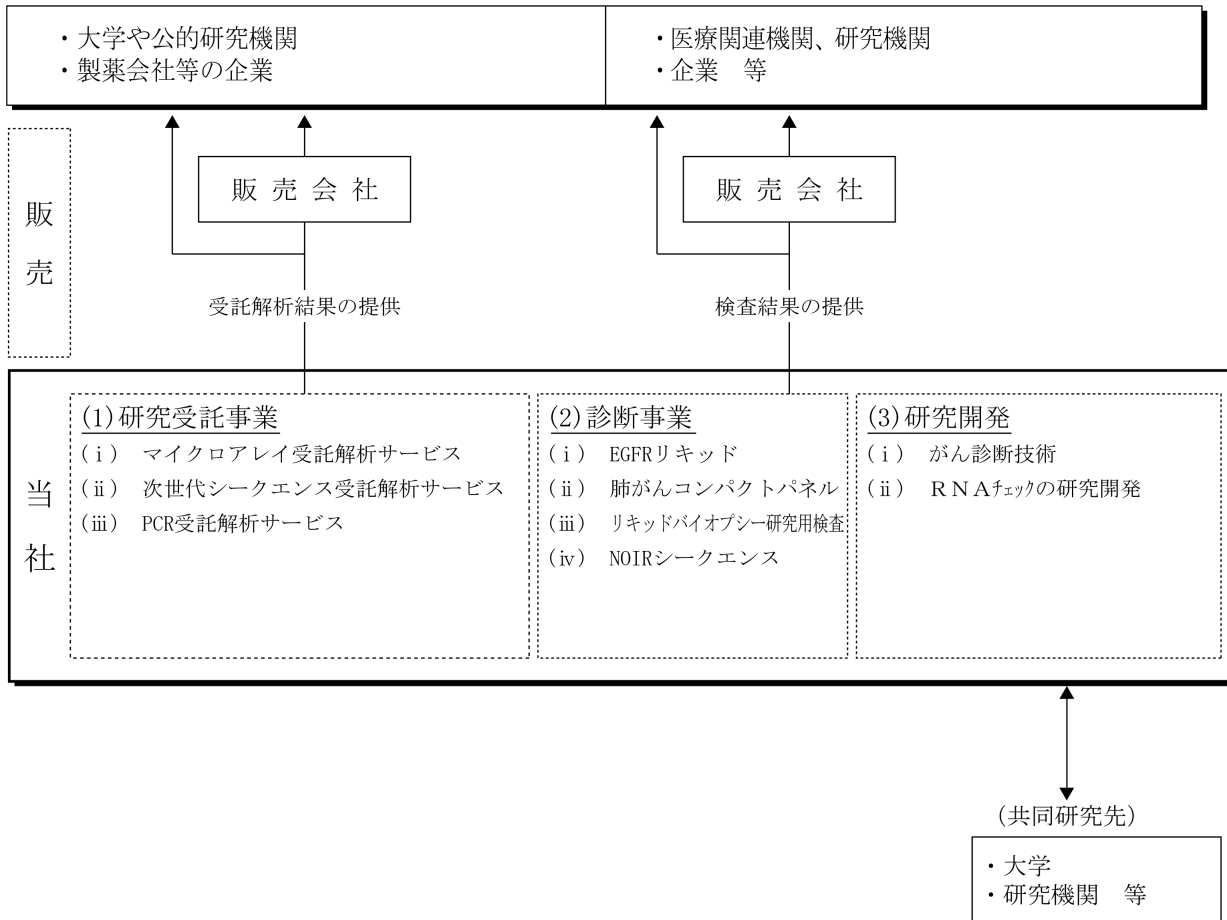 ・大学や公的研究機関
・製薬会社等の企業
・医療関連機関、研究機関
・企業　等
販売
販売会社
販売会社
受託解析結果の提供
検査結果の提供
当社
(1)研究受託事業
(ⅰ)　マイクロアレイ受託解析サービス
(ⅱ)　次世代シークエンス受託解析サービス
(ⅲ)　PCR受託解析サービス
(2)診断事業
(ⅰ)　EGFRリキッド
(ⅱ)　肺がんコンパクトパネル
(ⅲ)　リキッドバイオプシー研究用検査
(ⅳ)　NOIRシークエンス
(3)研究開発
(ⅰ)　がん診断技術
(ⅱ)　ＲＮＡﾁｪｯｸの研究開発
(共同研究先)
・大学
・研究機関　等